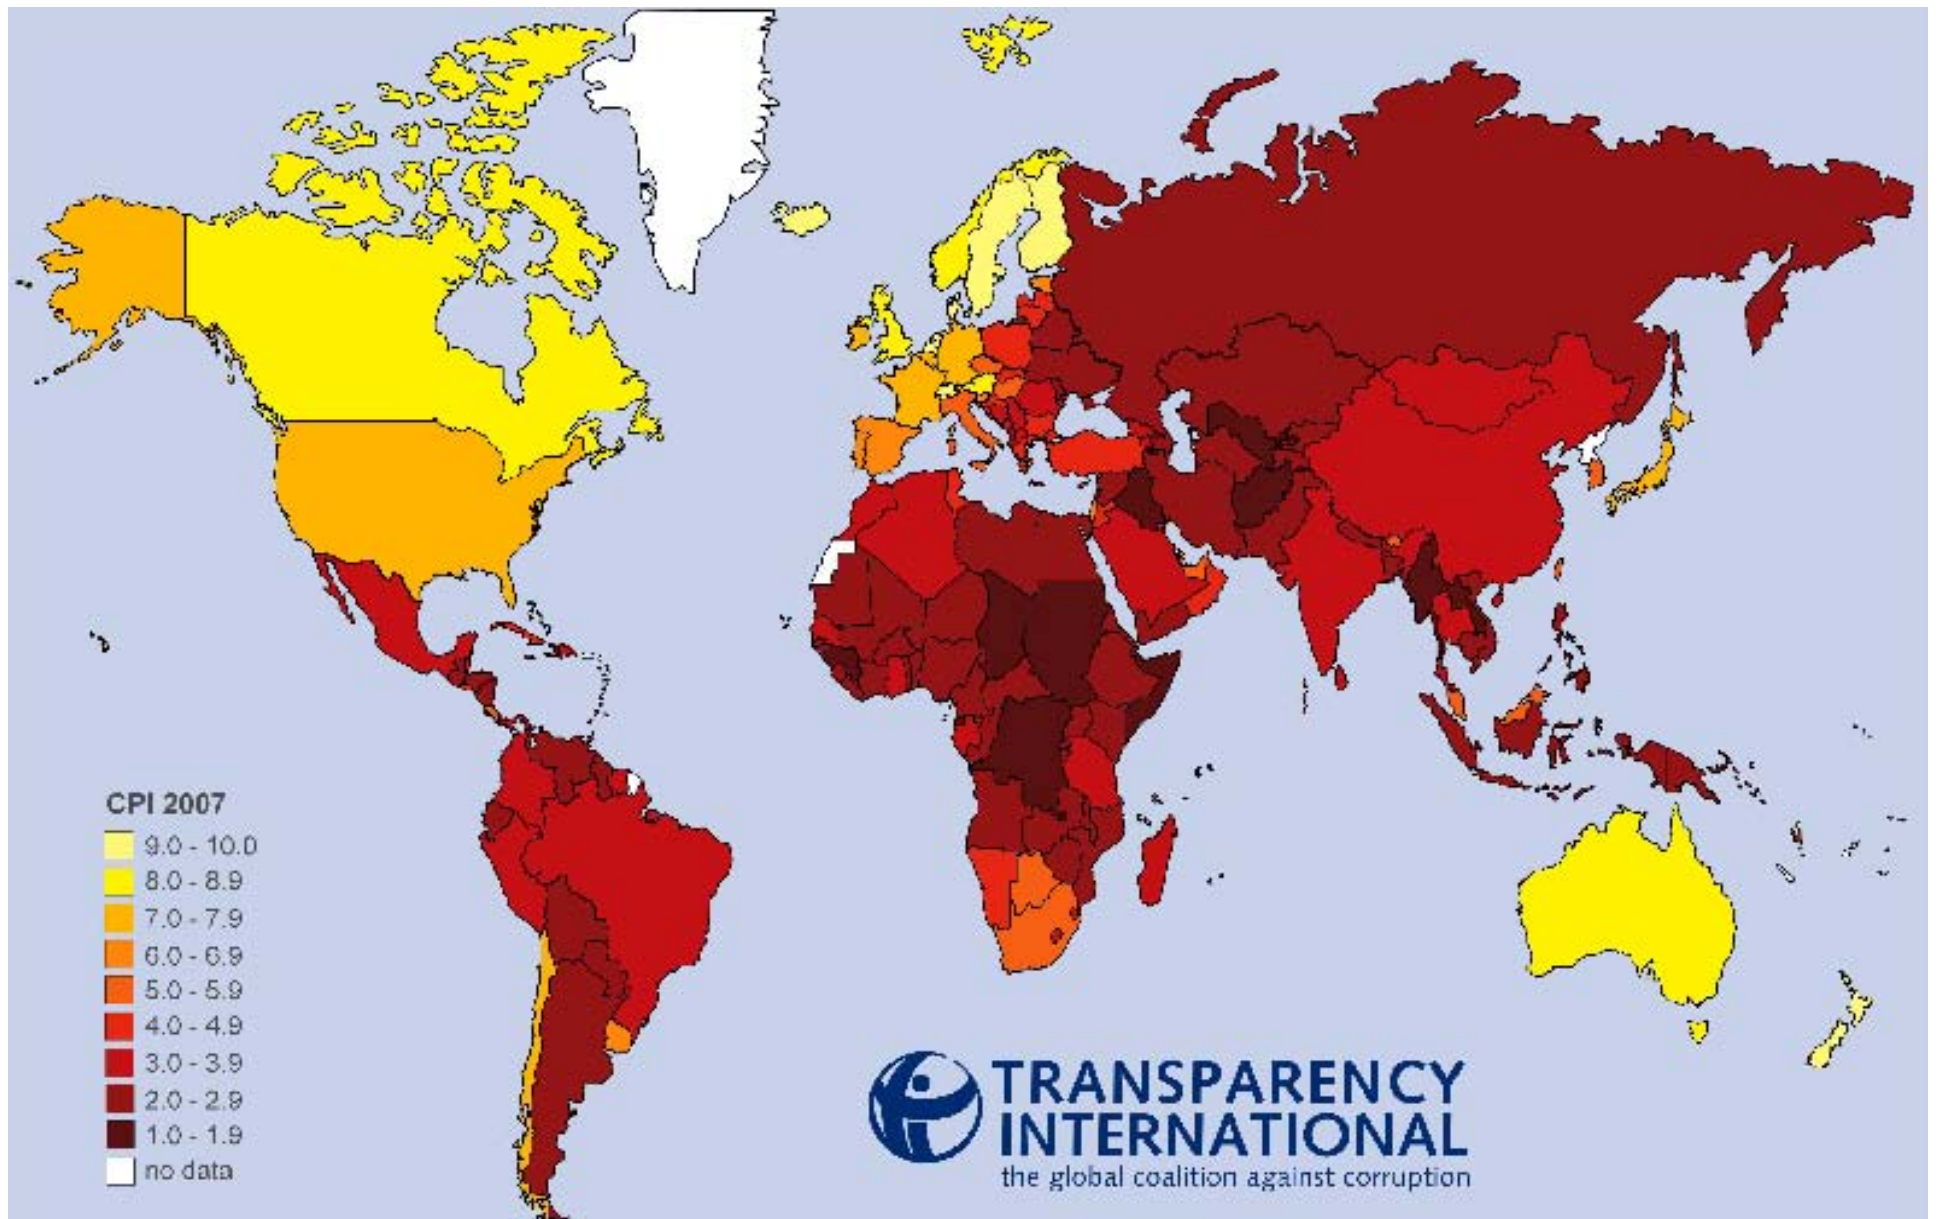 CPI 2007
9.0 - 10.0
8.0 - 8.9
7.0 - 7.9
6.0 - 6.9
5.0 - 5.9
4.0 - 4.9
3.0 - 3.9
2.0 - 2.9
1.0 - 1.9
no data
TRANSPARENCY
INTERNATIONAL
the global coalition against corruption